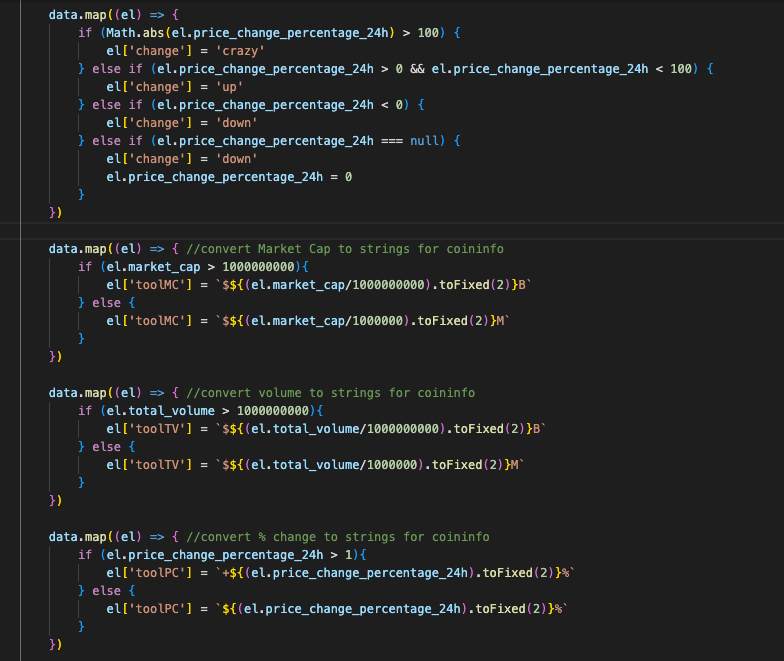 data.map((el) => {
    if (Math.abs(el.price_change_percentage_24h) > 100) {
        el['change'] = 'crazy'
    } else if (el.price_change_percentage_24h > 0 && el.price_change_percentage_24h < 100) {
        el['change'] = 'up'
    } else if (el.price_change_percentage_24h < 0) {
        el['change'] = 'down'
    } else if (el.price_change_percentage_24h === null) {
        el['change'] = 'down'
        el.price_change_percentage_24h = 0
    }
})
data.map((el) => { //convert Market Cap to strings for coininfo
    if (el.market_cap > 1000000000){
        el['toolMC'] = `$${(el.market_cap/1000000000).toFixed(2)}B`
    } else {
        el['toolMC'] = `$${(el.market_cap/1000000).toFixed(2)}M`
    }
})
data.map((el) => { //convert volume to strings for coininfo
    if (el.total_volume > 1000000000){
        el['toolTV'] = `$${(el.total_volume/1000000000).toFixed(2)}B`
    } else {
        el['toolTV'] = `$${(el.total_volume/1000000).toFixed(2)}M`
    }
})
data.map((el) => { //convert % change to strings for coininfo
    if (el.price_change_percentage_24h > 1){
        el['toolPC'] = `+${(el.price_change_percentage_24h).toFixed(2)}%`
    } else {
        el['toolPC'] = `${(el.price_change_percentage_24h).toFixed(2)}%`
    }
})